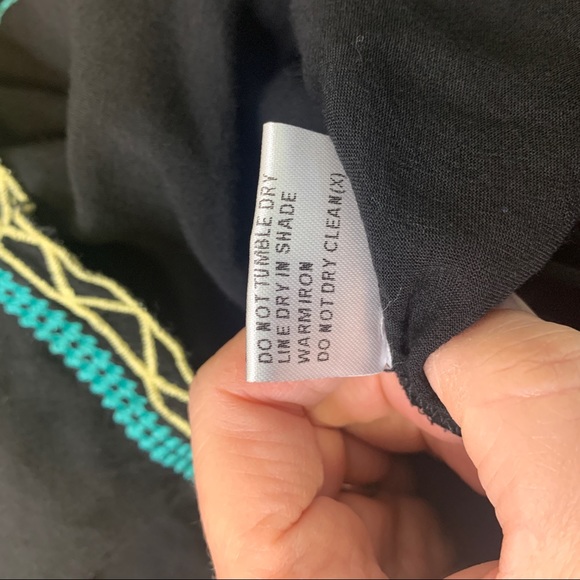 DO NOT TUMBLE DRY
LINE DRY IN SHADE
WARM IRON
DO NOT DRY CLEAN(X)